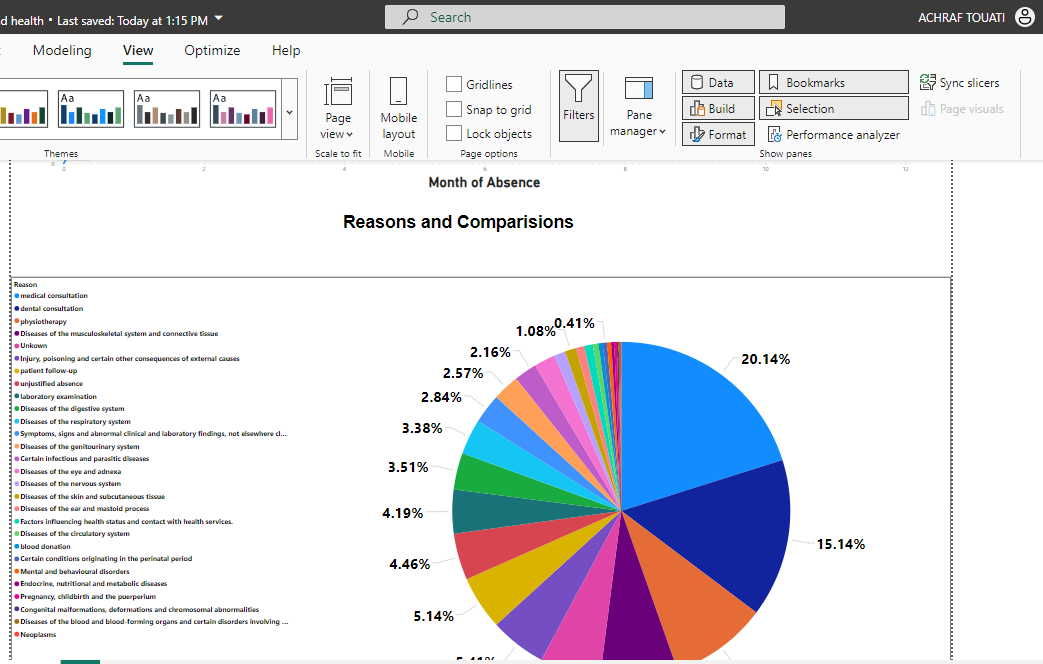 d health • Last saved: Today at 1:15 PM
Search
ACHRAF TOUATI
Modeling View Optimize Help
Aa Aa Aa
Themes
Page view
Scale to fit
Mobile layout
Mobile
Gridlines
Snap to grid
Lock objects
Page options
Filters
Pane manager
Data
Build
Format
Bookmarks
Selection
Performance analyzer
Show panes
Sync slicers
Page visuals
0
0 2 4 6 8 10 12
Month of Absence
Reasons and Comparisions
Reason
medical consultation
dental consultation
physiotherapy
Diseases of the musculoskeletal system and connective tissue
Unkown
Injury, poisoning and certain other consequences of external causes
patient follow-up
unjustified absence
laboratory examination
Diseases of the digestive system
Diseases of the respiratory system
Symptoms, signs and abnormal clinical and laboratory findings, not elsewhere cl...
Diseases of the genitourinary system
Certain infectious and parasitic diseases
Diseases of the eye and adnexa
Diseases of the nervous system
Diseases of the skin and subcutaneous tissue
Diseases of the ear and mastoid process
Factors influencing health status and contact with health services.
Diseases of the circulatory system
blood donation
Certain conditions originating in the perinatal period
Mental and behavioural disorders
Endocrine, nutritional and metabolic diseases
Pregnancy, childbirth and the puerperium
Congenital malformations, deformations and chromosomal abnormalities
Diseases of the blood and blood-forming organs and certain disorders involving ...
Neoplasms
0.41%
1.08%
2.16%
2.57%
2.84%
3.38%
3.51%
4.19%
4.46%
5.14%
5.41%
20.14%
15.14%